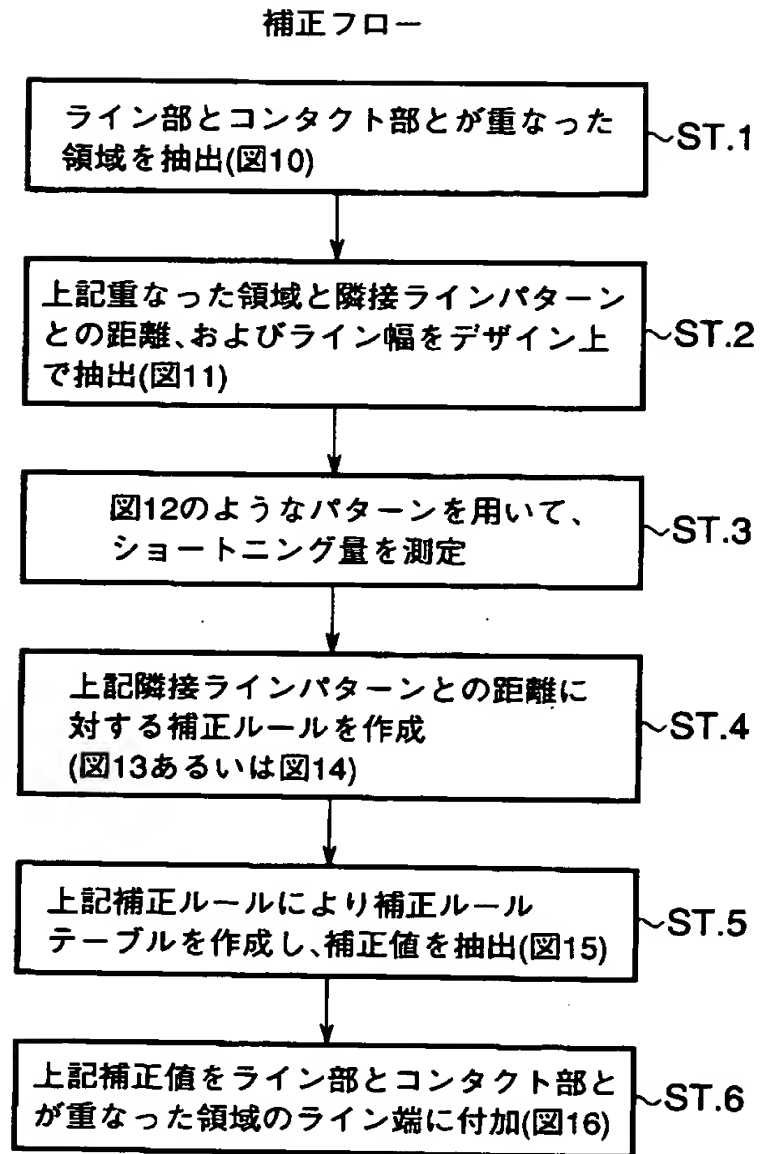 補正フロー
ライン部とコンタクト部とが重なった
領域を抽出(図10)
ST.1
上記重なった領域と隣接ラインパターン
との距離、およびライン幅をデザイン上
で抽出(図11)
ST.2
図12のようなパターンを用いて、
ショートニング量を測定
ST.3
上記隣接ラインパターンとの距離に
対する補正ルールを作成
(図13あるいは図14)
ST.4
上記補正ルールにより補正ルール
テーブルを作成し、補正値を抽出(図15)
ST.5
上記補正値をライン部とコンタクト部と
が重なった領域のライン端に付加(図16)
ST.6